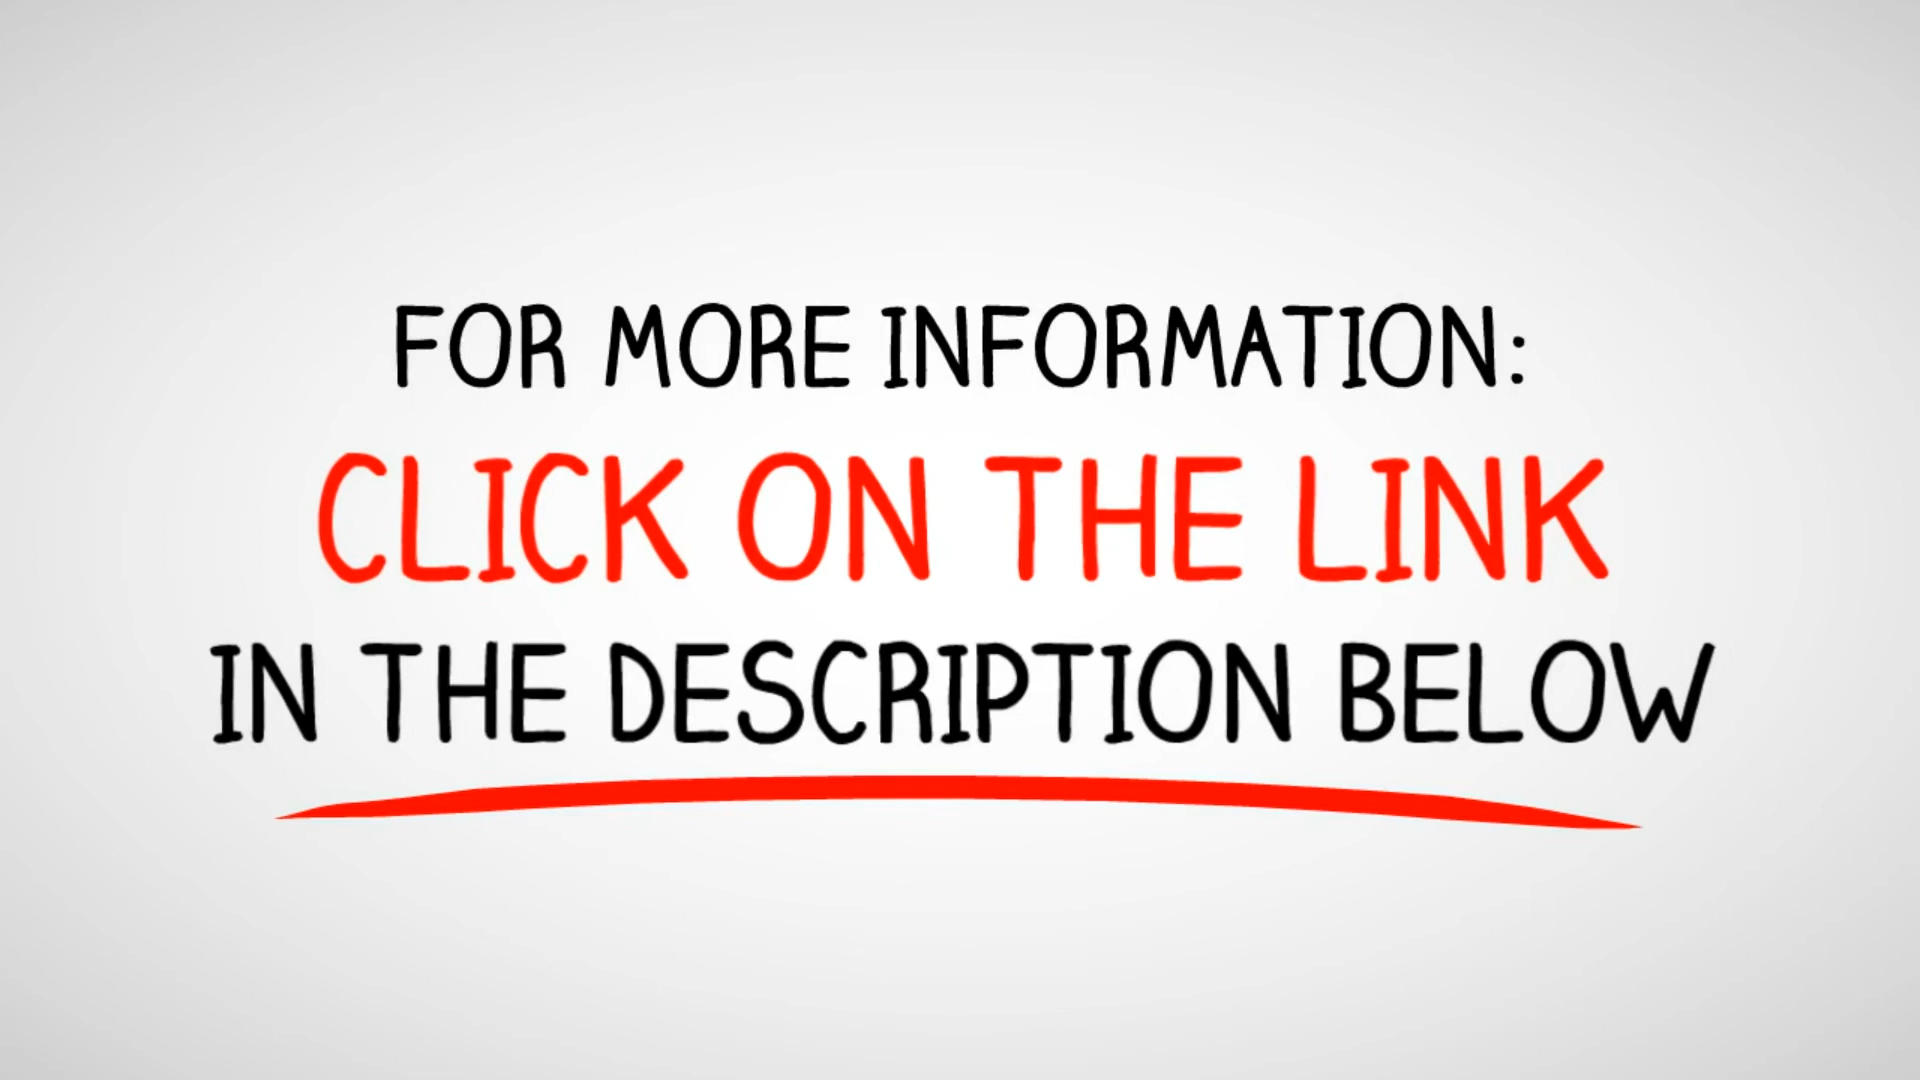 FOR MORE INFORMATION:
CLICK ON THE LINK
IN THE DESCRIPTION BELOW